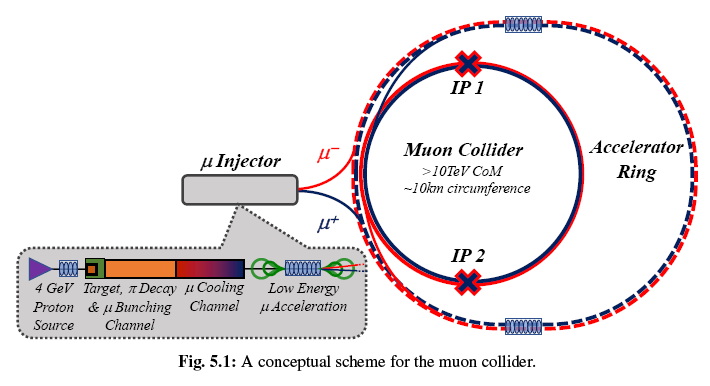 IP 1
μ Injector
μ−
Muon Collider
>10TeV CoM
~10km circumference
Accelerator
Ring
μ+
IP 2
4 GeV
Proton
Source
Target, π Decay
& μ Bunching
Channel
μ Cooling
Channel
Low Energy
μ Acceleration
Fig. 5.1: A conceptual scheme for the muon collider.